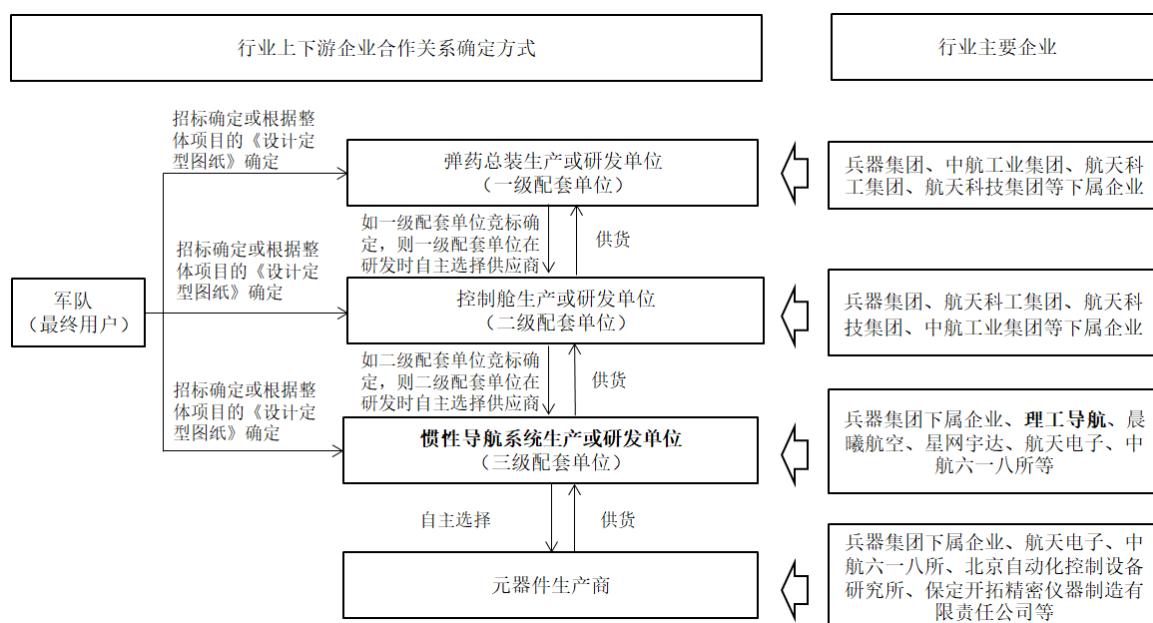 行业上下游企业合作关系确定方式
行业主要企业
招标确定或根据整
体项目的《设计定
型图纸》确定
弹药总装生产或研发单位
（一级配套单位）
兵器集团、中航工业集团、航天科
工集团、航天科技集团等下属企业
如一级配套单位竞标确
定，则一级配套单位在
研发时自主选择供应商
供货
招标确定或根据整
体项目的《设计定
型图纸》确定
军队
（最终用户）
控制舱生产或研发单位
（二级配套单位）
兵器集团、航天科工集团、航天科
技集团、中航工业集团等下属企业
如二级配套单位竞标确
定，则二级配套单位在
研发时自主选择供应商
供货
招标确定或根据整
体项目的《设计定
型图纸》确定
惯性导航系统生产或研发单位
（三级配套单位）
兵器集团下属企业、理工导航、晨
曦航空、星网宇达、航天电子、中
航六一八所等
自主选择
供货
元器件生产商
兵器集团下属企业、航天电子、中
航六一八所、北京自动化控制设备
研究所、保定开拓精密仪器制造有
限责任公司等